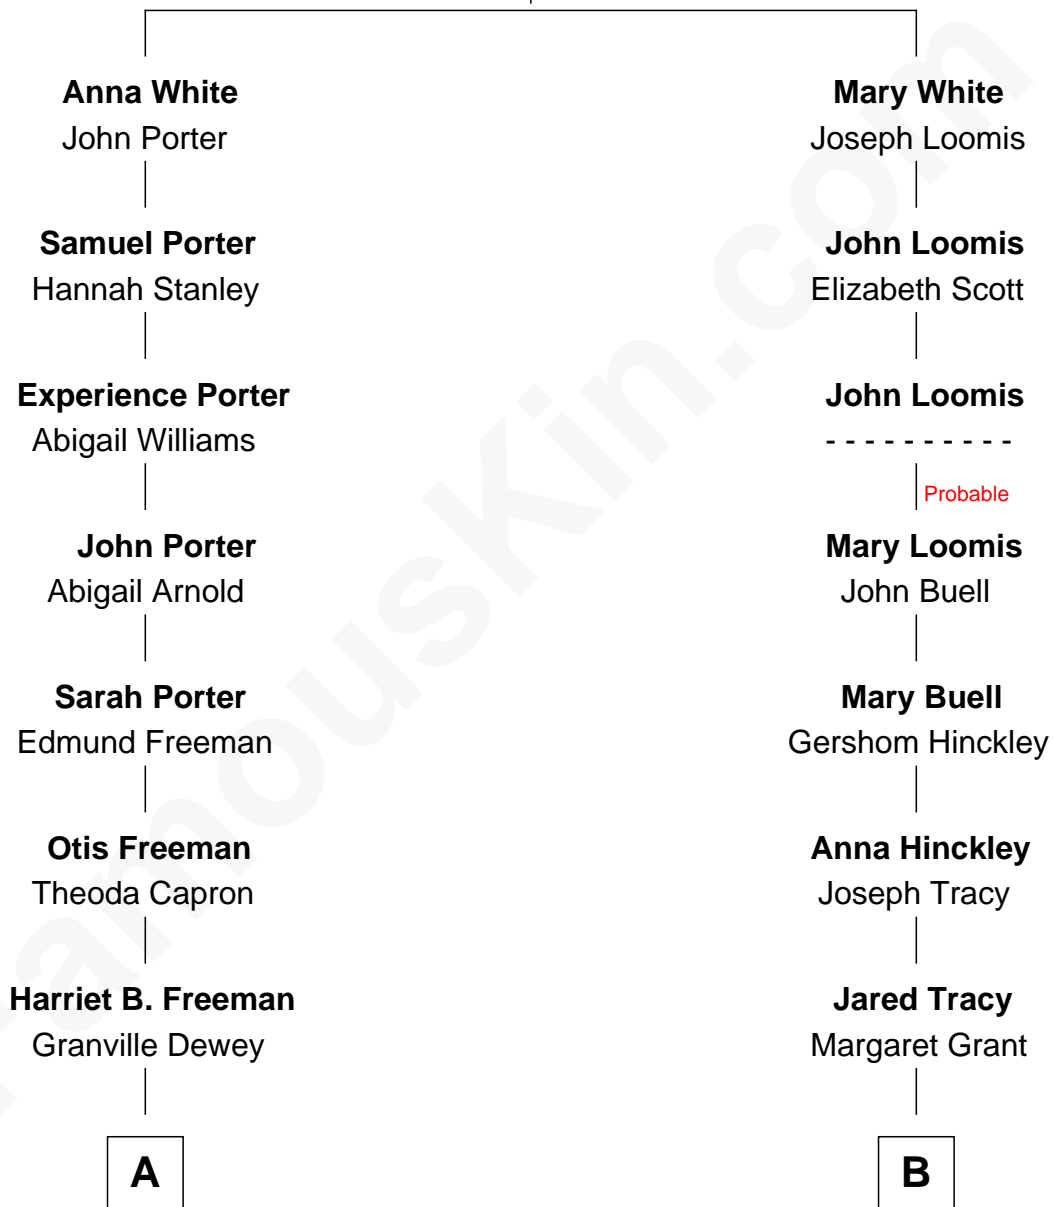 Anna White
John Porter
Mary White
Joseph Loomis
Samuel Porter
Hannah Stanley
John Loomis
Elizabeth Scott
Experience Porter
Abigail Williams
John Loomis
- - - - - - - - - -
Probable
John Porter
Abigail Arnold
Mary Loomis
John Buell
Sarah Porter
Edmund Freeman
Mary Buell
Gershom Hinckley
Otis Freeman
Theoda Capron
Anna Hinckley
Joseph Tracy
Harriet B. Freeman
Granville Dewey
Jared Tracy
Margaret Grant
A
B
FamousKin.com